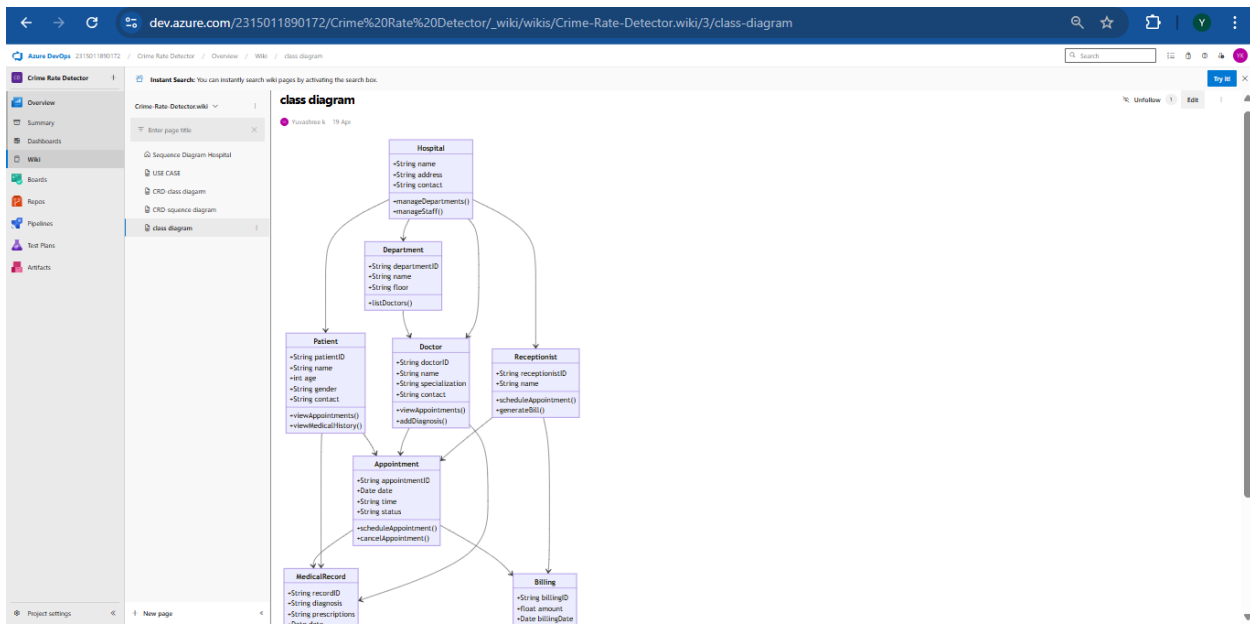 dev.azure.com/2315011890172/Crime%20Rate%20Detector/_wiki/wikis/Crime-Rate-Detector.wiki/3/class-diagram
Y
Azure DevOps 2315011890172 / Crime Rate Detector / Overview / Wiki / class diagram
Search
YK
Crime Rate Detector +
Instant Search: You can instantly search wiki pages by activating the search box.
Try it!
Overview
Summary
Dashboards
Wiki
Boards
Repos
Pipelines
Test Plans
Artifacts
Project settings
Crime-Rate-Detector.wiki
Enter page title
Sequence Diagram Hospital
USE CASE
CRD-class diagarm
CRD-squence diagram
class diagram
+ New page
class diagram
Unfollow 1 Edit
Yuvashree k 19 Apr
Hospital
+String name
+String address
+String contact
+manageDepartments()
+manageStaff()
Department
+String departmentID
+String name
+String floor
+listDoctors()
Patient
+String patientID
+String name
+int age
+String gender
+String contact
+viewAppointments()
+viewMedicalHistory()
Doctor
+String doctorID
+String name
+String specialization
+String contact
+viewAppointments()
+addDiagnosis()
Receptionist
+String receptionistID
+String name
+scheduleAppointment()
+generateBill()
Appointment
+String appointmentID
+Date date
+String time
+String status
+scheduleAppointment()
+cancelAppointment()
MedicalRecord
+String recordID
+String diagnosis
+String prescriptions
+Date date
Billing
+String billingID
+float amount
+Date billingDate